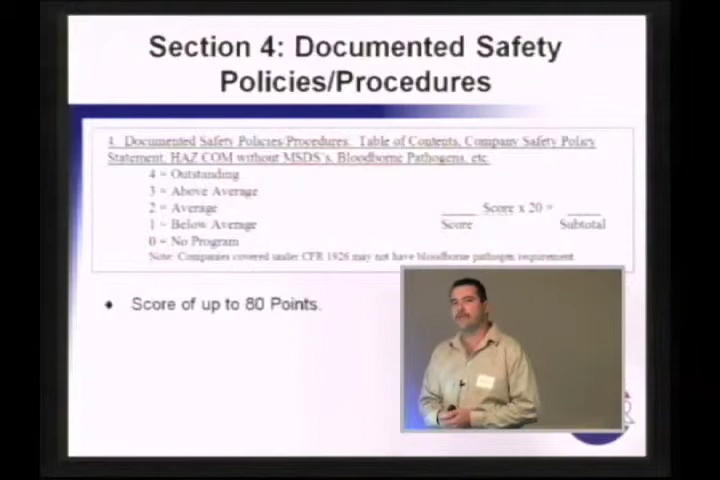 Section 4: Documented Safety
Policies/Procedures
4. Documented Safety Policies/Procedures. Table of Contents, Company Safety Policy
Statement, HAZ COM without MSDS's, Bloodborne Pathogens, etc.
4 = Outstanding
3 = Above Average
2 = Average
1 = Below Average
0 = No Program
____ Score x 20 = ____
Score Subtotal
Note: Companies covered under CFR 1926 may not have bloodborne pathogen requirement.
♦ Score of up to 80 Points.